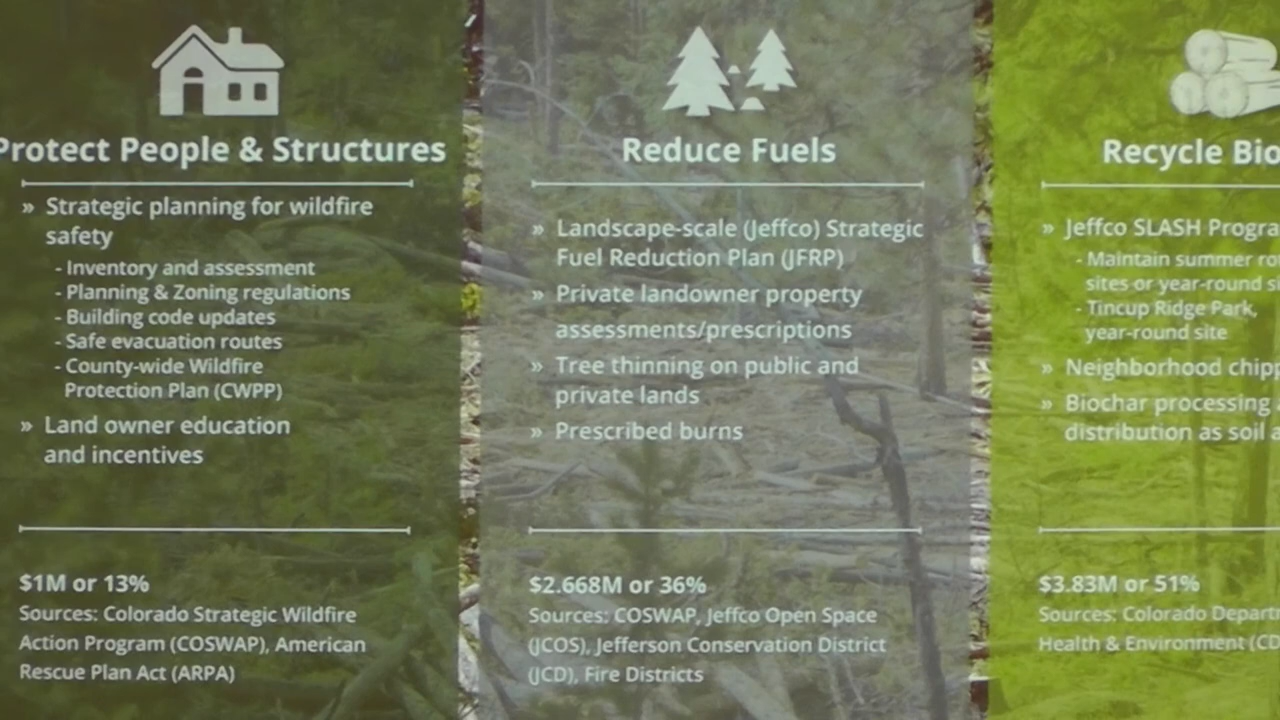 Protect People & Structures
» Strategic planning for wildfire
safety
- Inventory and assessment
- Planning & Zoning regulations
- Building code updates
- Safe evacuation routes
- County-wide Wildfire
Protection Plan (CWPP)
» Land owner education
and incentives
$1M or 13%
Sources: Colorado Strategic Wildfire
Action Program (COSWAP), American
Rescue Plan Act (ARPA)
Reduce Fuels
» Landscape-scale (Jeffco) Strategic
Fuel Reduction Plan (JFRP)
» Private landowner property
assessments/prescriptions
» Tree thinning on public and
private lands
» Prescribed burns
$2.668M or 36%
Sources: COSWAP, Jeffco Open Space
(JCOS), Jefferson Conservation District
(JCD), Fire Districts
Recycle Bio
» Jeffco SLASH Progra
- Maintain summer ro
sites or year-round si
- Tincup Ridge Park,
year-round site
» Neighborhood chipp
» Biochar processing
distribution as soil a
$3.83M or 51%
Sources: Colorado Depart
Health & Environment (CD